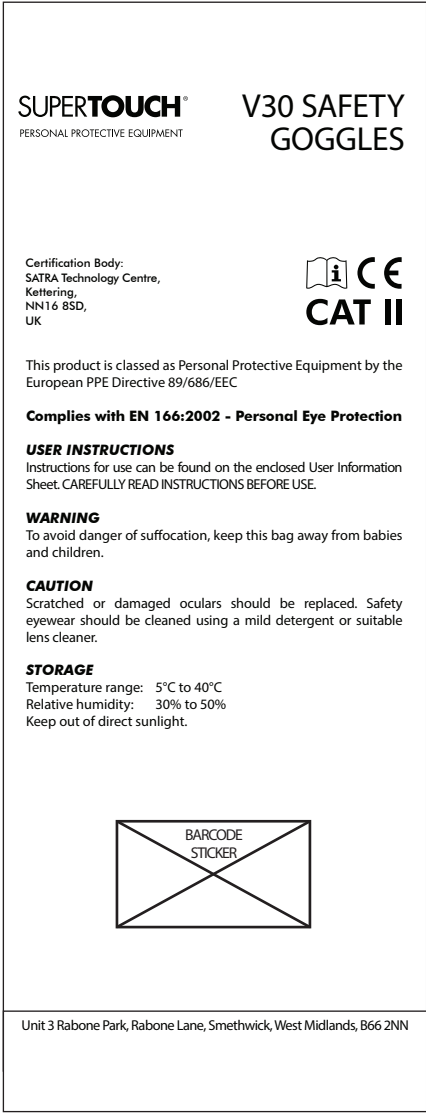 SUPERTOUCH®
PERSONAL PROTECTIVE EQUIPMENT
V30 SAFETY
GOGGLES
Certification Body:
SATRA Technology Centre,
Kettering,
NN16 8SD,
UK
i CE
CAT II
This product is classed as Personal Protective Equipment by the
European PPE Directive 89/686/EEC
Complies with EN 166:2002 - Personal Eye Protection
USER INSTRUCTIONS
Instructions for use can be found on the enclosed User Information
Sheet. CAREFULLY READ INSTRUCTIONS BEFORE USE.
WARNING
To avoid danger of suffocation, keep this bag away from babies
and children.
CAUTION
Scratched or damaged oculars should be replaced. Safety
eyewear should be cleaned using a mild detergent or suitable
lens cleaner.
STORAGE
Temperature range: 5°C to 40°C
Relative humidity: 30% to 50%
Keep out of direct sunlight.
BARCODE
STICKER
Unit 3 Rabone Park, Rabone Lane, Smethwick, West Midlands, B66 2NN